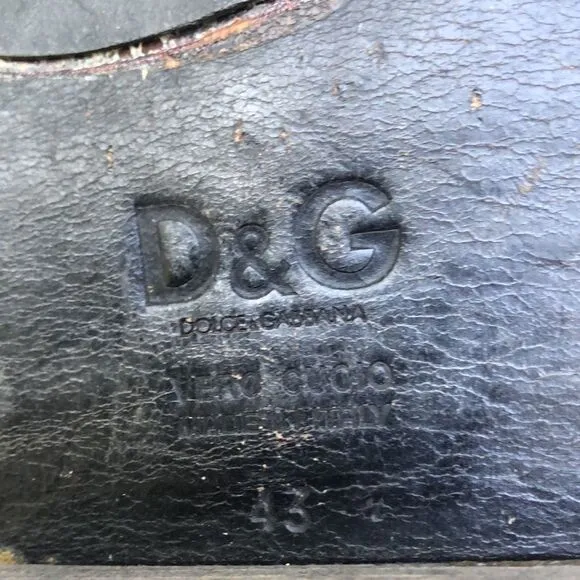 D&G
DOLCE&GABBANA
VERO CUOIO
MADE IN ITALY
43